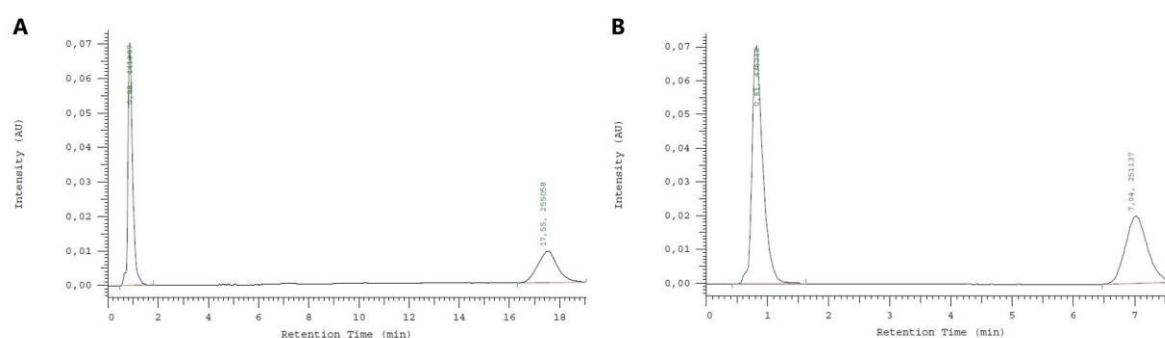 A
0,07
0,06
0,05
0,04
0,03
0,02
0,01
0,00
Intensity (AU)
17,55, 255058
0 2 4 6 8 10 12 14 16 18
Retention Time (min)
B
0,07
0,06
0,05
0,04
0,03
0,02
0,01
0,00
Intensity (AU)
7,04, 251137
0 1 2 3 4 5 6 7
Retention Time (min)